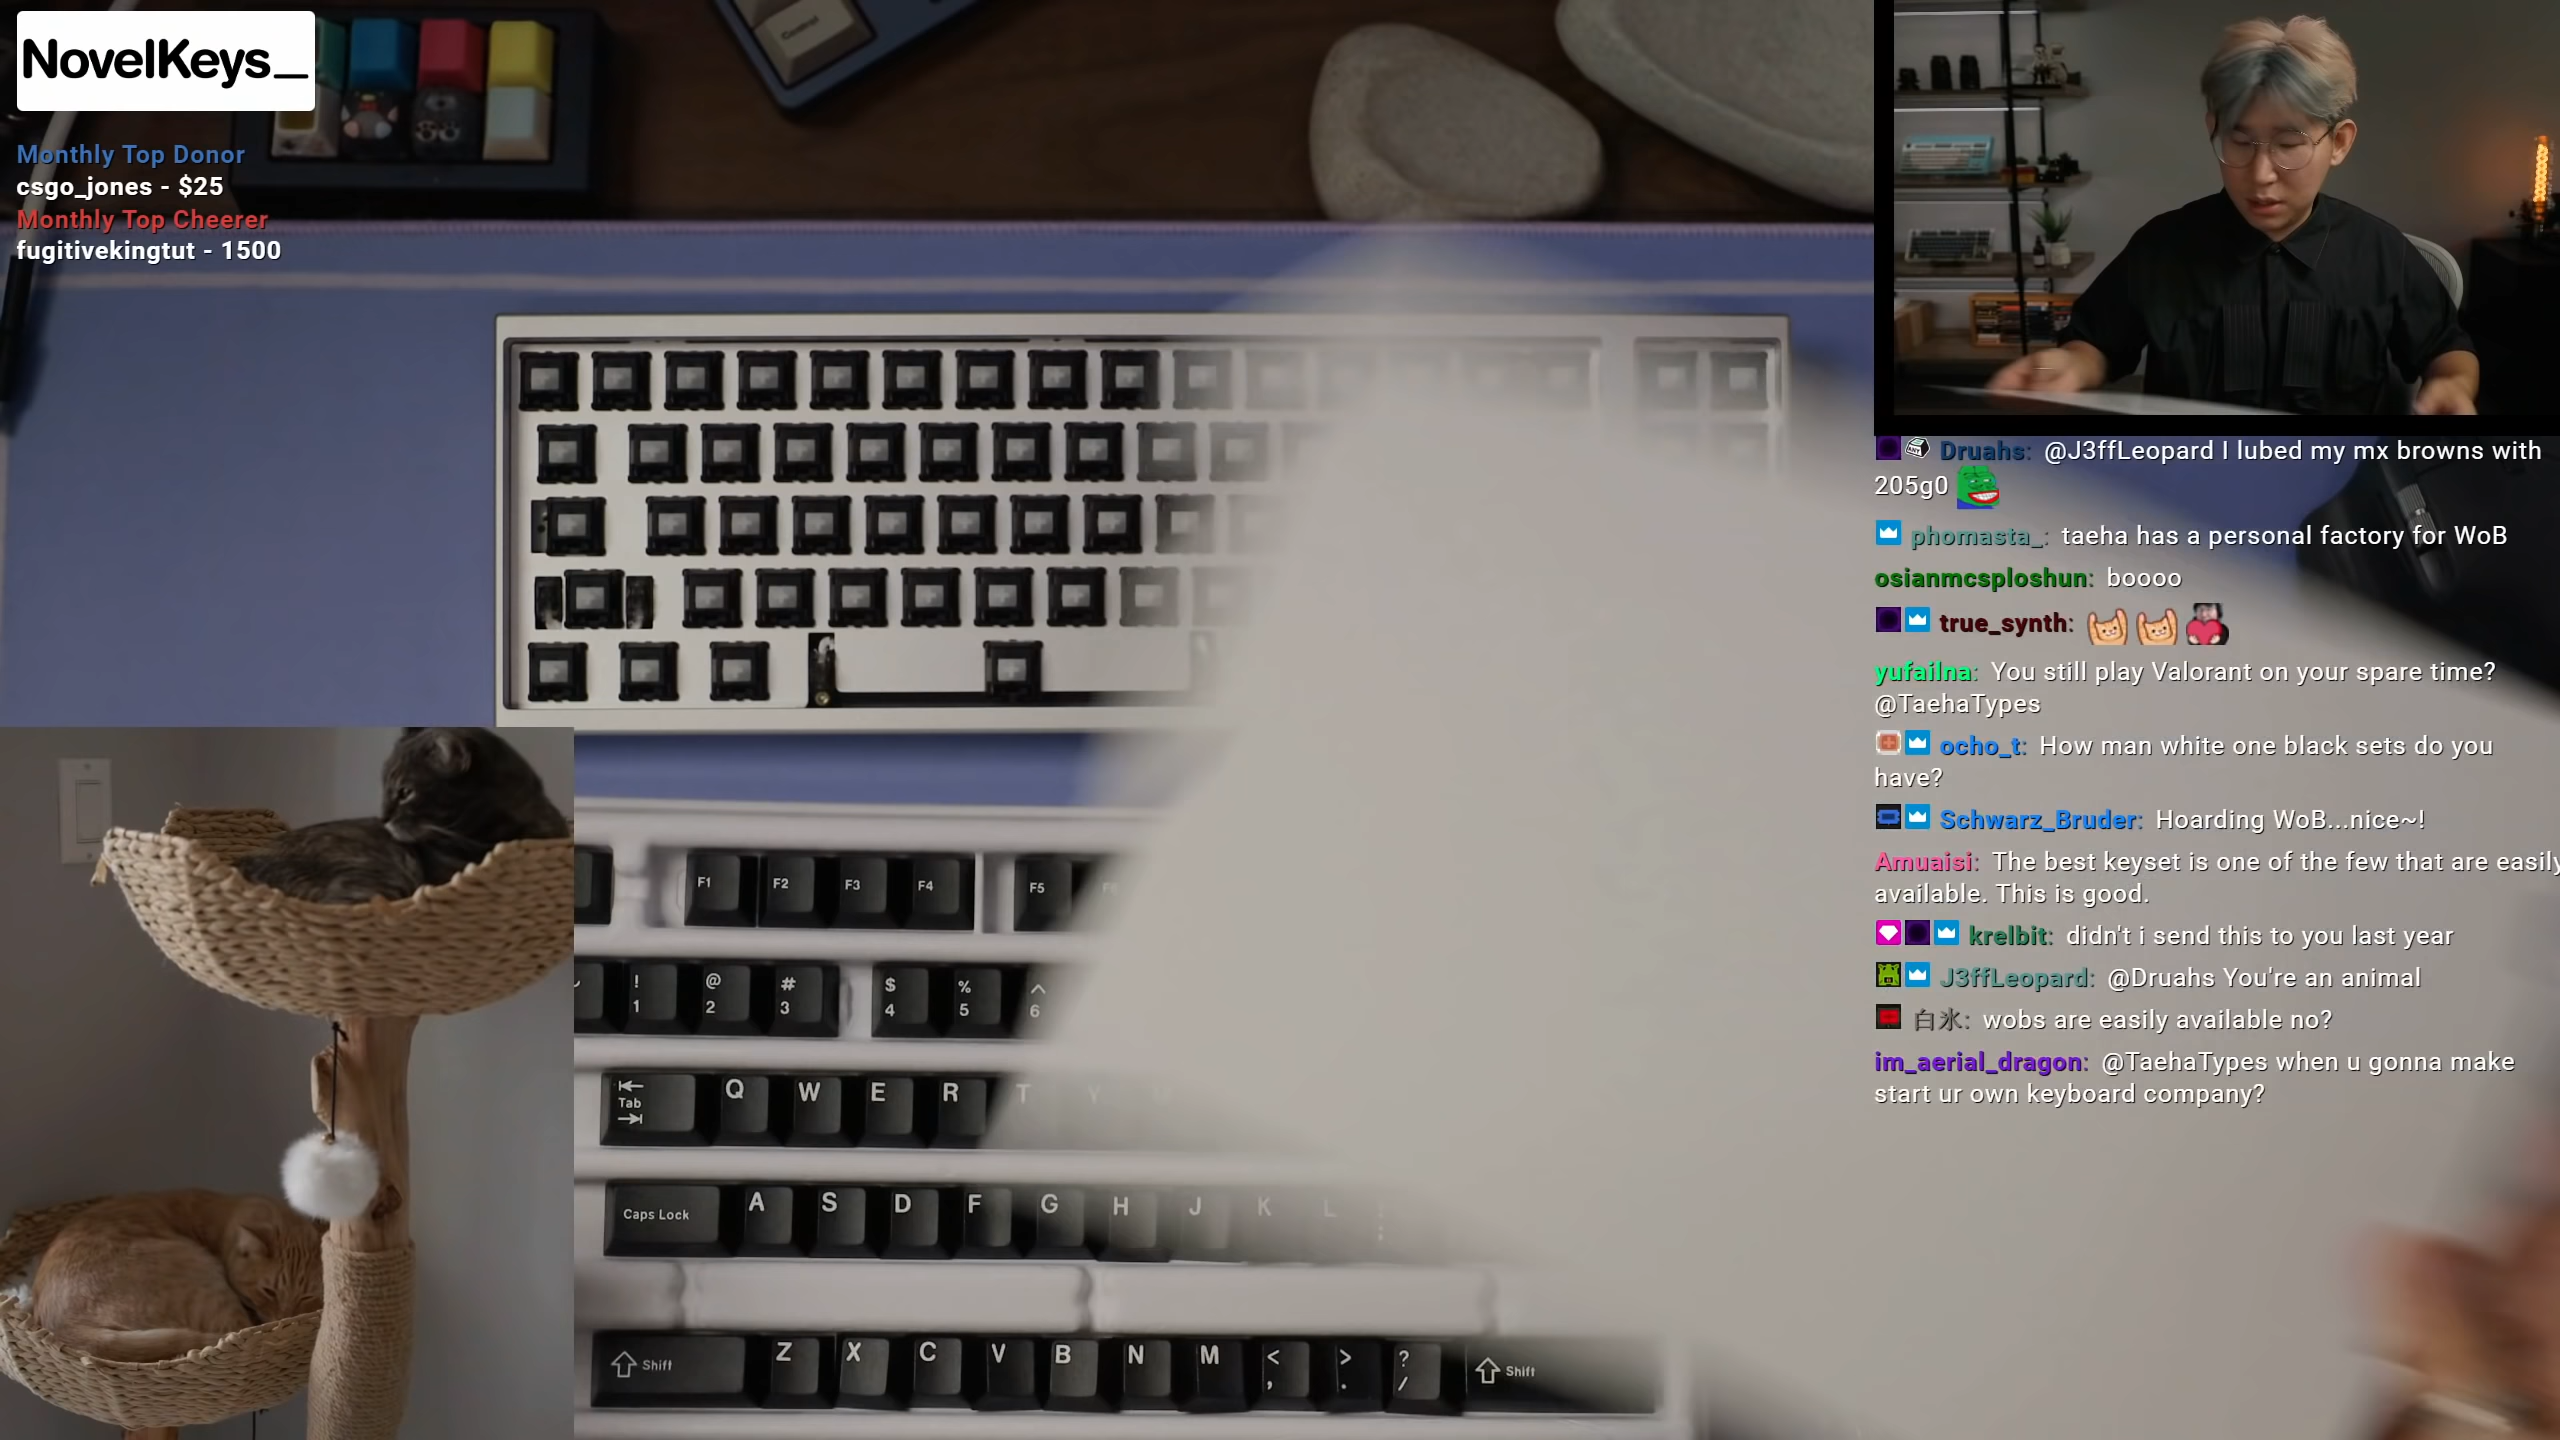 NovelKeys_
Monthly Top Donor
csgo_jones - $25
Monthly Top Cheerer
fugitivekingtut - 1500
Control
Druahs: @J3ffLeopard I lubed my mx browns with
205g0
phomasta_: taeha has a personal factory for WoB
osianmcsploshun: boooo
true_synth:
yufailna: You still play Valorant on your spare time?
@TaehaTypes
ocho_t: How man white one black sets do you
have?
Schwarz_Bruder: Hoarding WoB...nice~!
Amuaisi: The best keyset is one of the few that are easily
available. This is good.
krelbit: didn't i send this to you last year
J3ffLeopard: @Druahs You're an animal
白氷: wobs are easily available no?
im_aerial_dragon: @TaehaTypes when u gonna make
start ur own keyboard company?
F1 F2 F3 F4 F5
! @ # $ % ^
1 2 3 4 5 6
Tab Q W E R T Y
Caps Lock A S D F G H J K L
Shift Z X C V B N M < > ? Shift
, . /